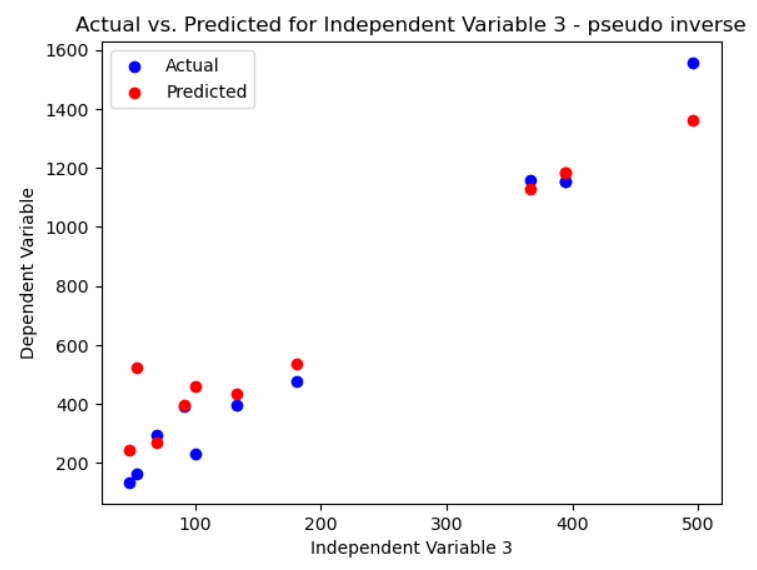 Actual vs. Predicted for Independent Variable 3 - pseudo inverse
Actual
Predicted
1600
1400
1200
1000
800
600
400
200
Dependent Variable
100 200 300 400 500
Independent Variable 3